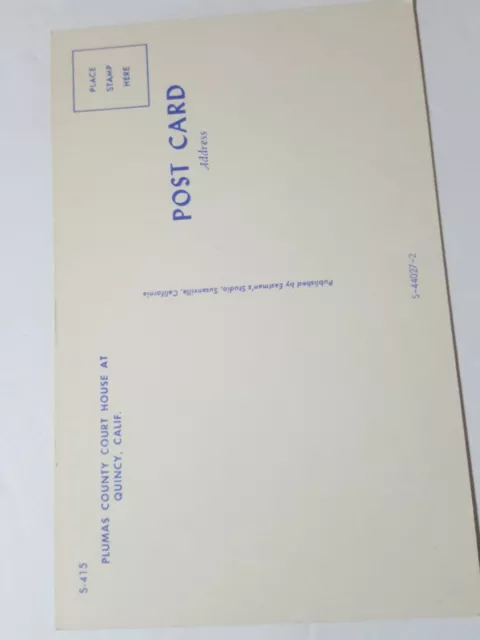 S-415
PLUMAS COUNTY COURT HOUSE AT
QUINCY, CALIF.
Published by Eastman's Studio, Susanville, California
POST CARD
Address
PLACE
STAMP
HERE
S-44027-2